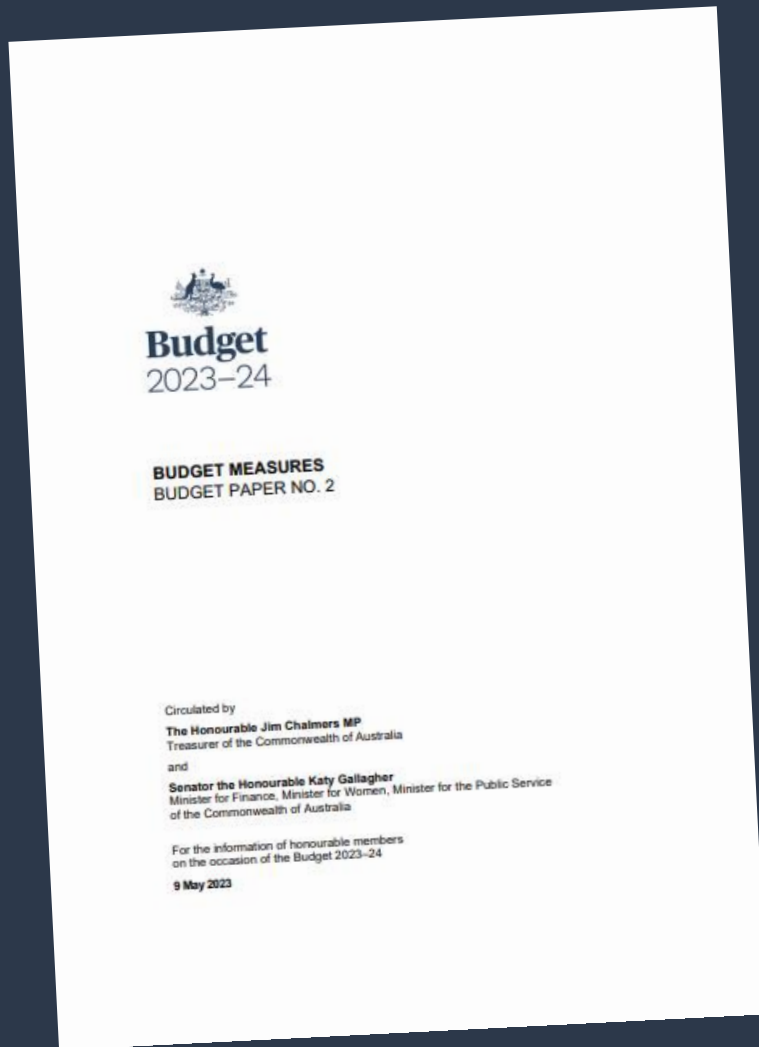 Budget
2023–24
BUDGET MEASURES
BUDGET PAPER NO. 2
Circulated by
The Honourable Jim Chalmers MP
Treasurer of the Commonwealth of Australia
and
Senator the Honourable Katy Gallagher
Minister for Finance, Minister for Women, Minister for the Public Service
of the Commonwealth of Australia
For the information of honourable members
on the occasion of the Budget 2023–24
9 May 2023